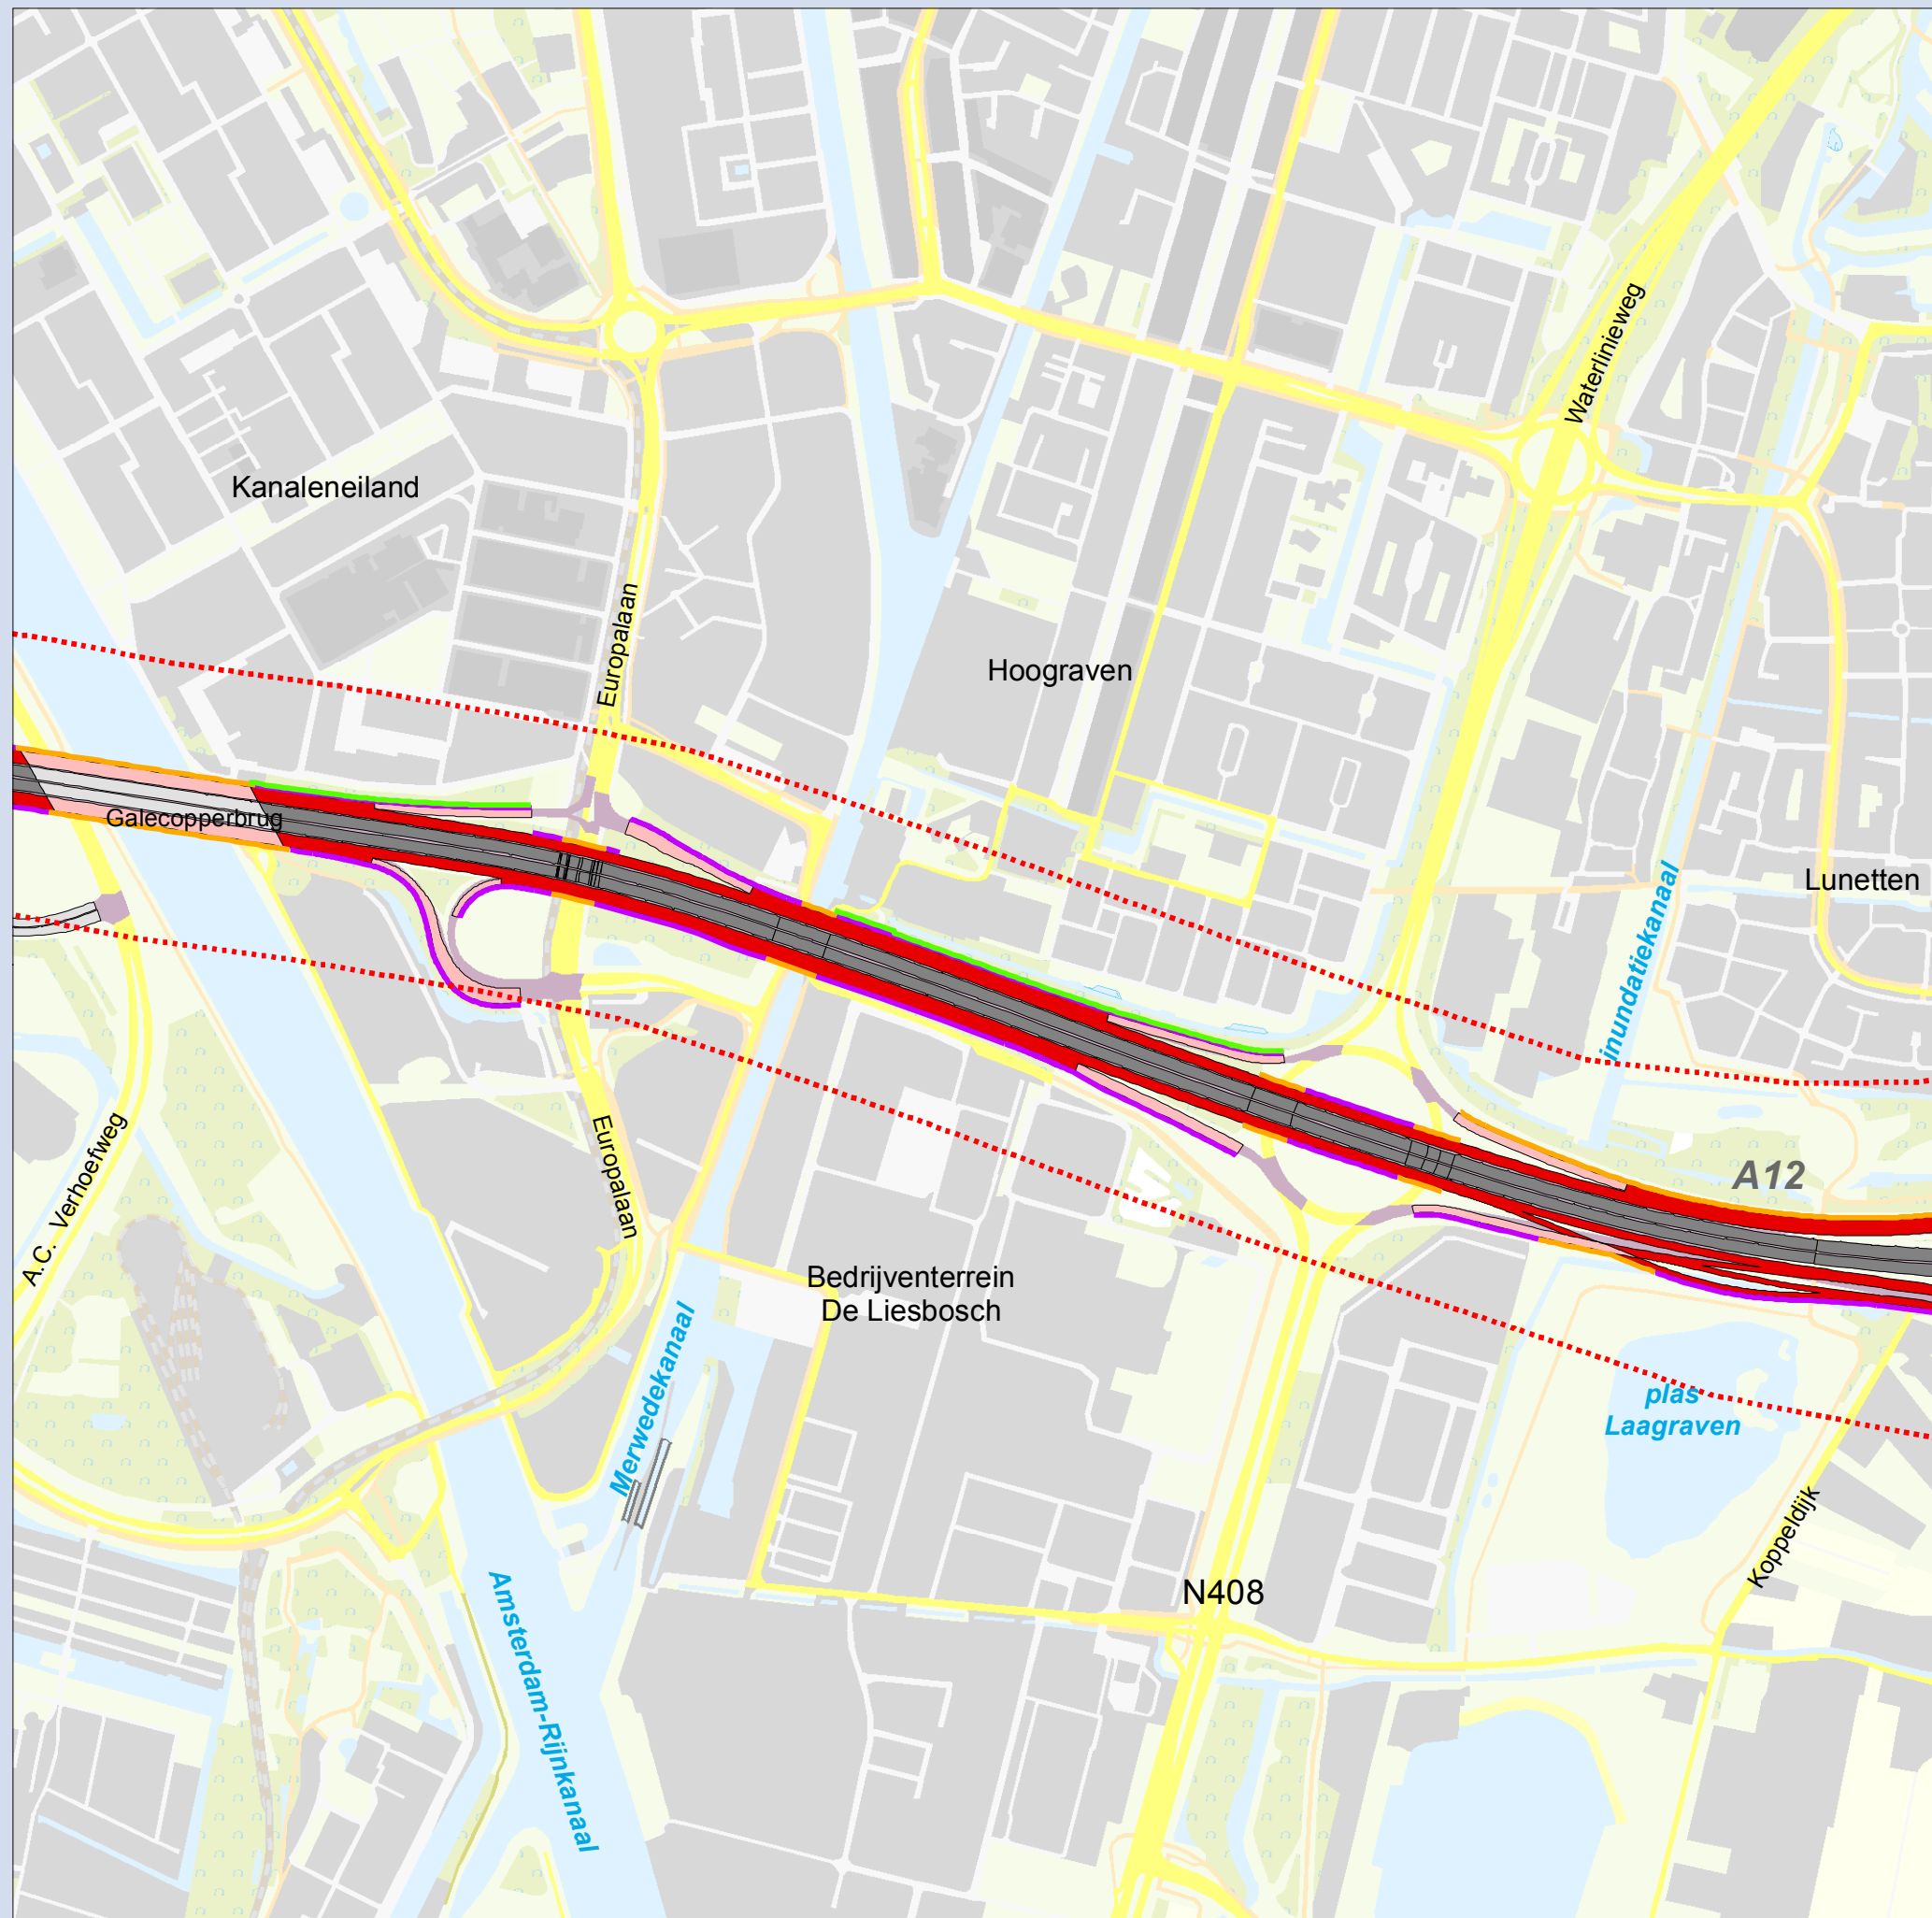 Waterlinieweg
Kanaleneiland
Europalaan
Hoograven
Galecopperbrug
Lunetten
inundatiekanaal
A.C. Verhoefweg
Europalaan
A12
Bedrijventerrein
De Liesbosch
Merwedekanaal
plas
Laagraven
Koppeldijk
N408
Amsterdam-Rijnkanaal